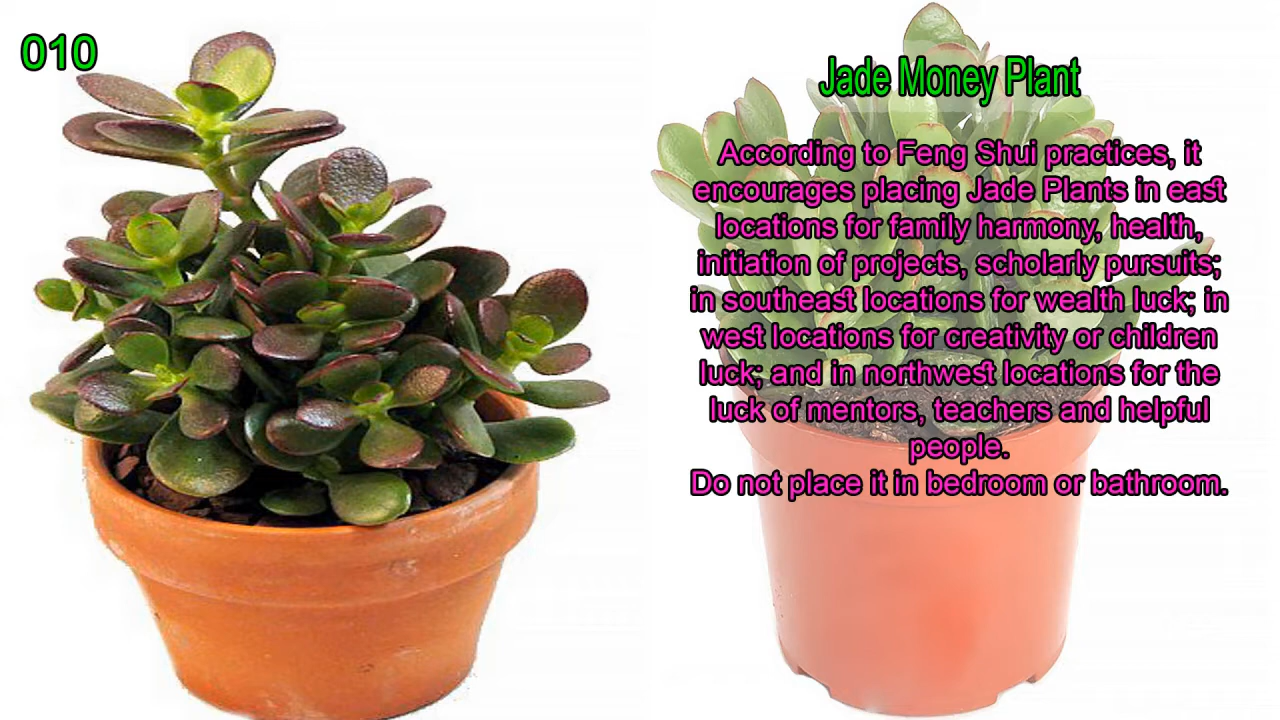 010
Jade Money Plant
According to Feng Shui practices, it
encourages placing Jade Plants in east
locations for family harmony, health,
initiation of projects, scholarly pursuits;
in southeast locations for wealth luck; in
west locations for creativity or children
luck; and in northwest locations for the
luck of mentors, teachers and helpful
people.
Do not place it in bedroom or bathroom.